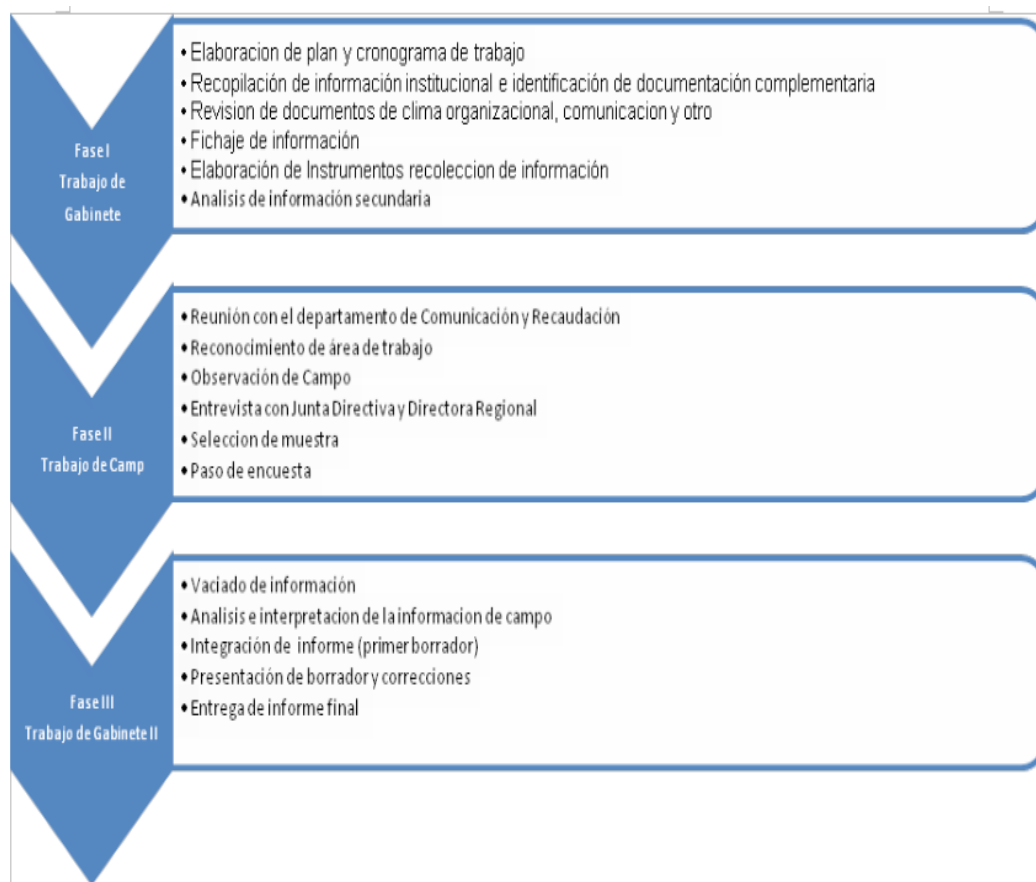 Fase I
Trabajo de
Gabinete
• Elaboracion de plan y cronograma de trabajo
• Recopilación de información institucional e identificación de documentación complementaria
• Revision de documentos de clima organizacional, comunicacion y otro
• Fichaje de información
• Elaboración de Instrumentos recoleccion de información
• Analisis de información secundaria
Fase II
Trabajo de Camp
• Reunión con el departamento de Comunicación y Recaudación
• Reconocimiento de área de trabajo
• Observación de Campo
• Entrevista con Junta Directiva y Directora Regional
• Seleccion de muestra
• Paso de encuesta
Fase III
Trabajo de Gabinete II
• Vaciado de información
• Analisis e interpretacion de la informacion de campo
• Integración de informe (primer borrador)
• Presentación de borrador y correcciones
• Entrega de informe final